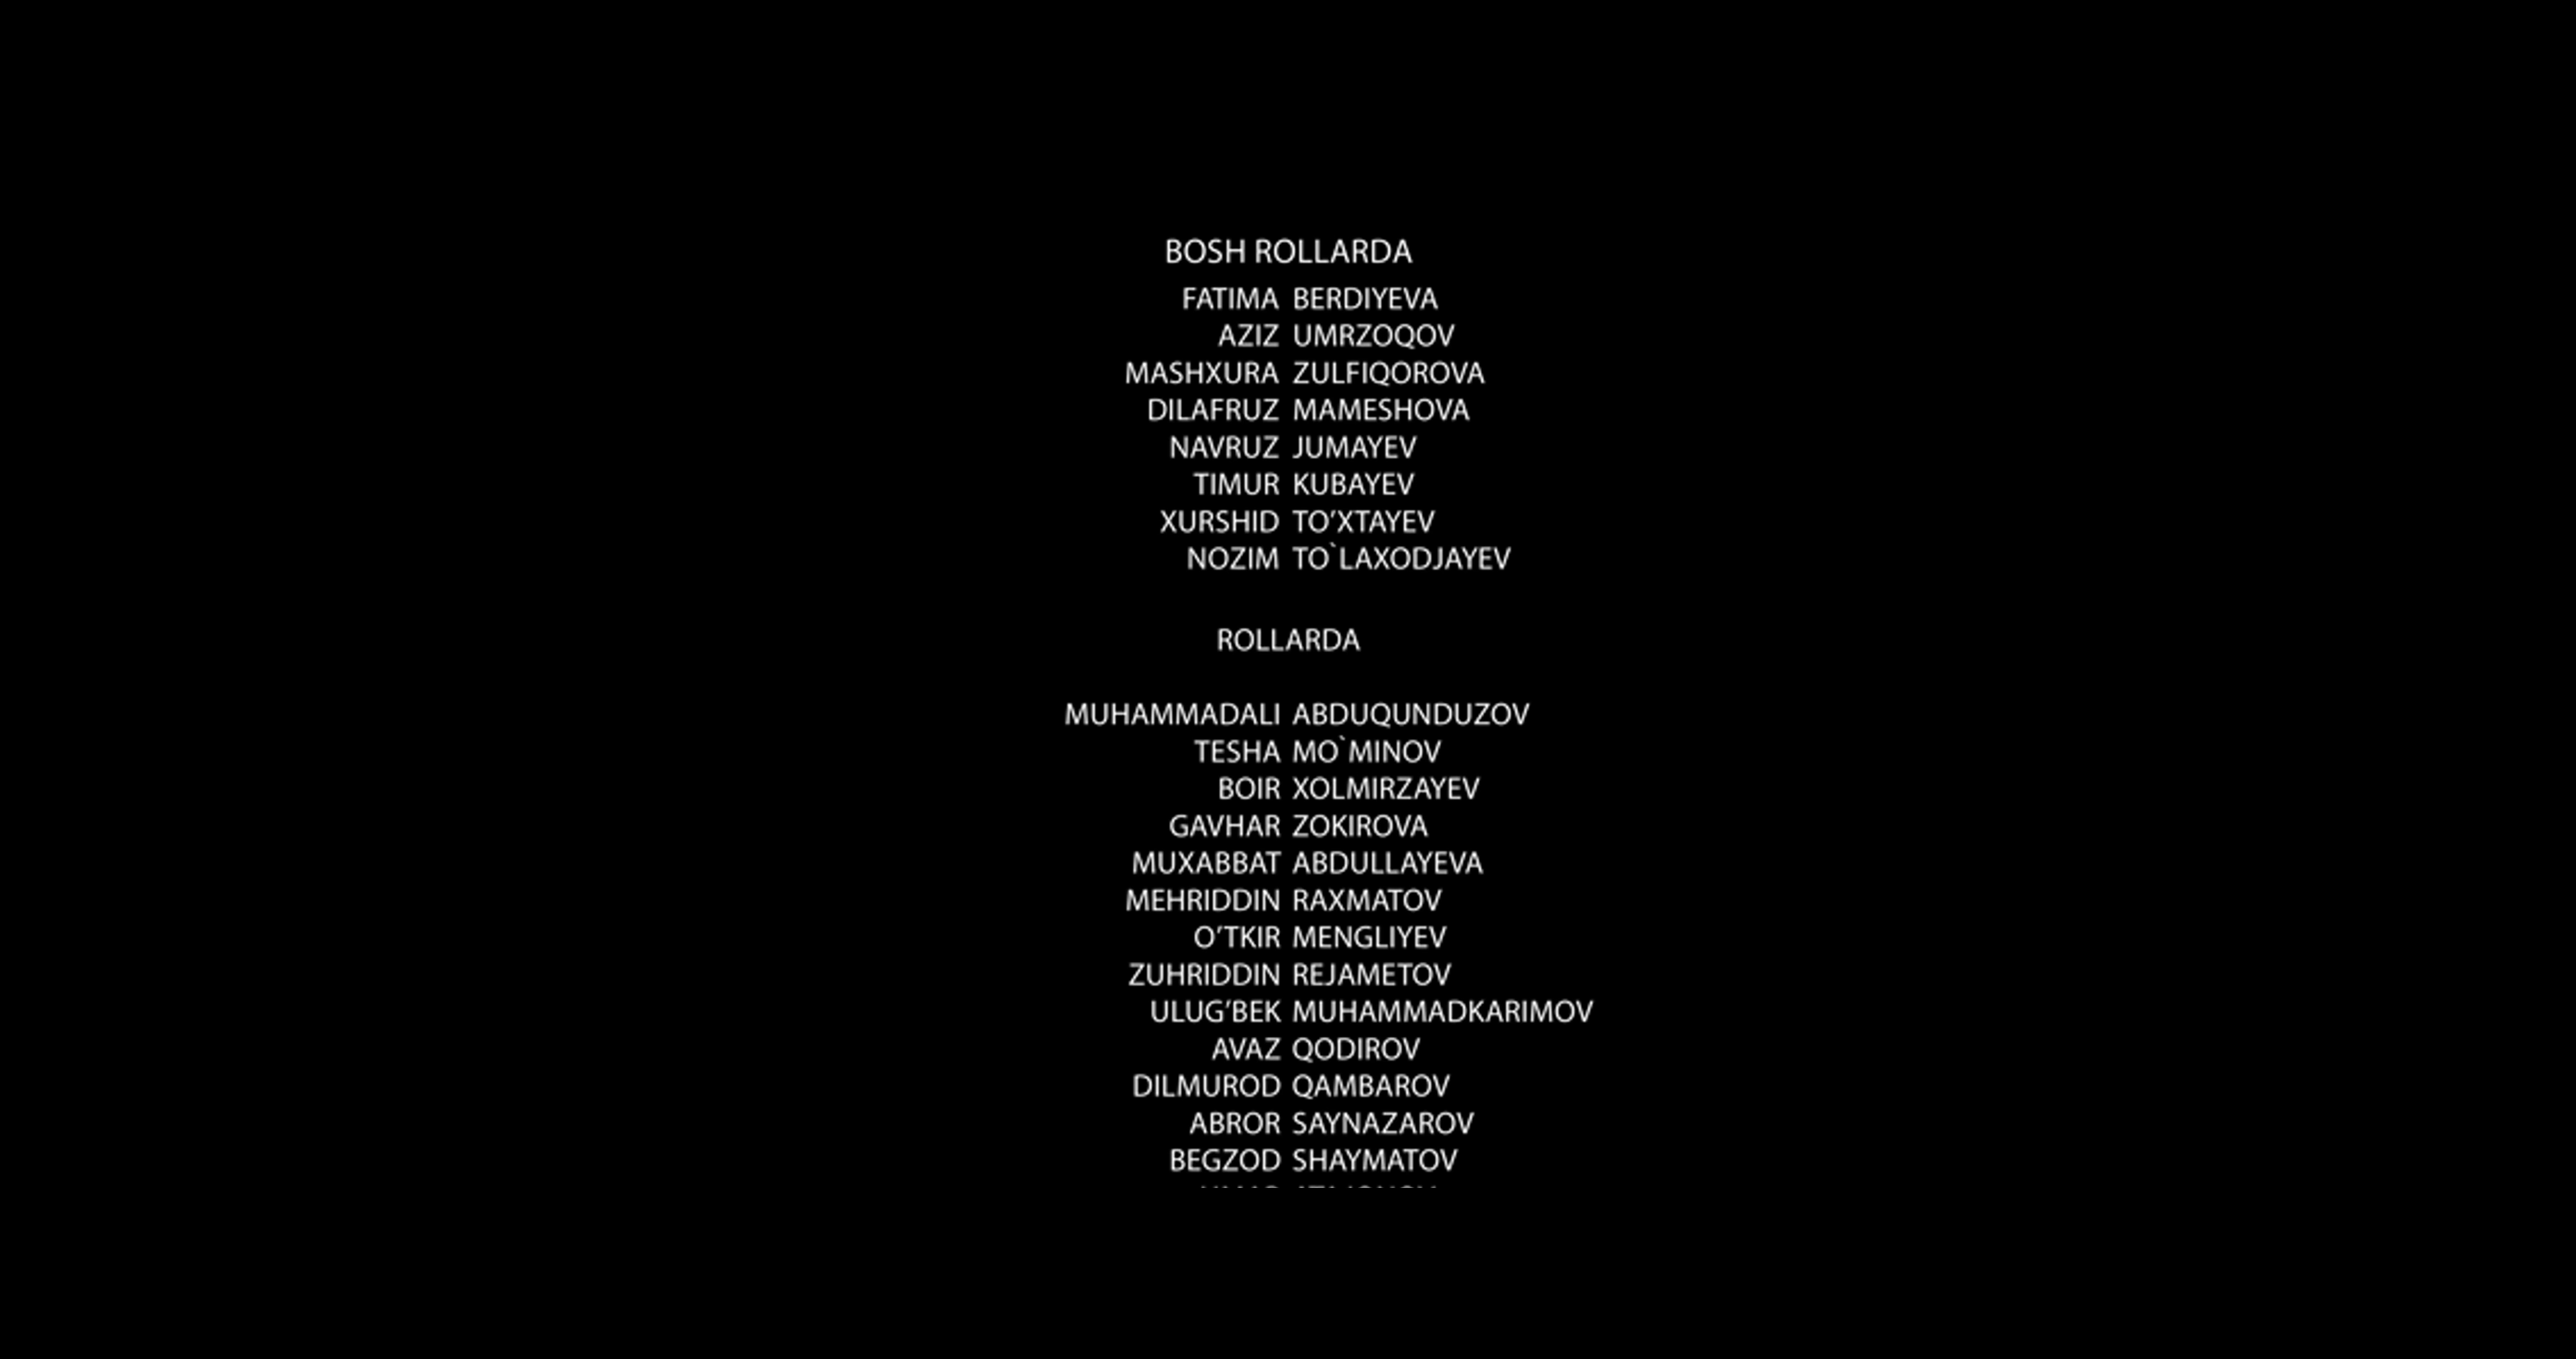 BOSH ROLLARDA
FATIMA BERDIYEVA
AZIZ UMRZOQOV
MASHXURA ZULFIQOROVA
DILAFRUZ MAMESHOVA
NAVRUZ JUMAYEV
TIMUR KUBAYEV
XURSHID TO’XTAYEV
NOZIM TO`LAXODJAYEV
ROLLARDA
MUHAMMADALI ABDUQUNDUZOV
TESHA MO`MINOV
BOIR XOLMIRZAYEV
GAVHAR ZOKIROVA
MUXABBAT ABDULLAYEVA
MEHRIDDIN RAXMATOV
O’TKIR MENGLIYEV
ZUHRIDDIN REJAMETOV
ULUG’BEK MUHAMMADKARIMOV
AVAZ QODIROV
DILMUROD QAMBAROV
ABROR SAYNAZAROV
BEGZOD SHAYMATOV